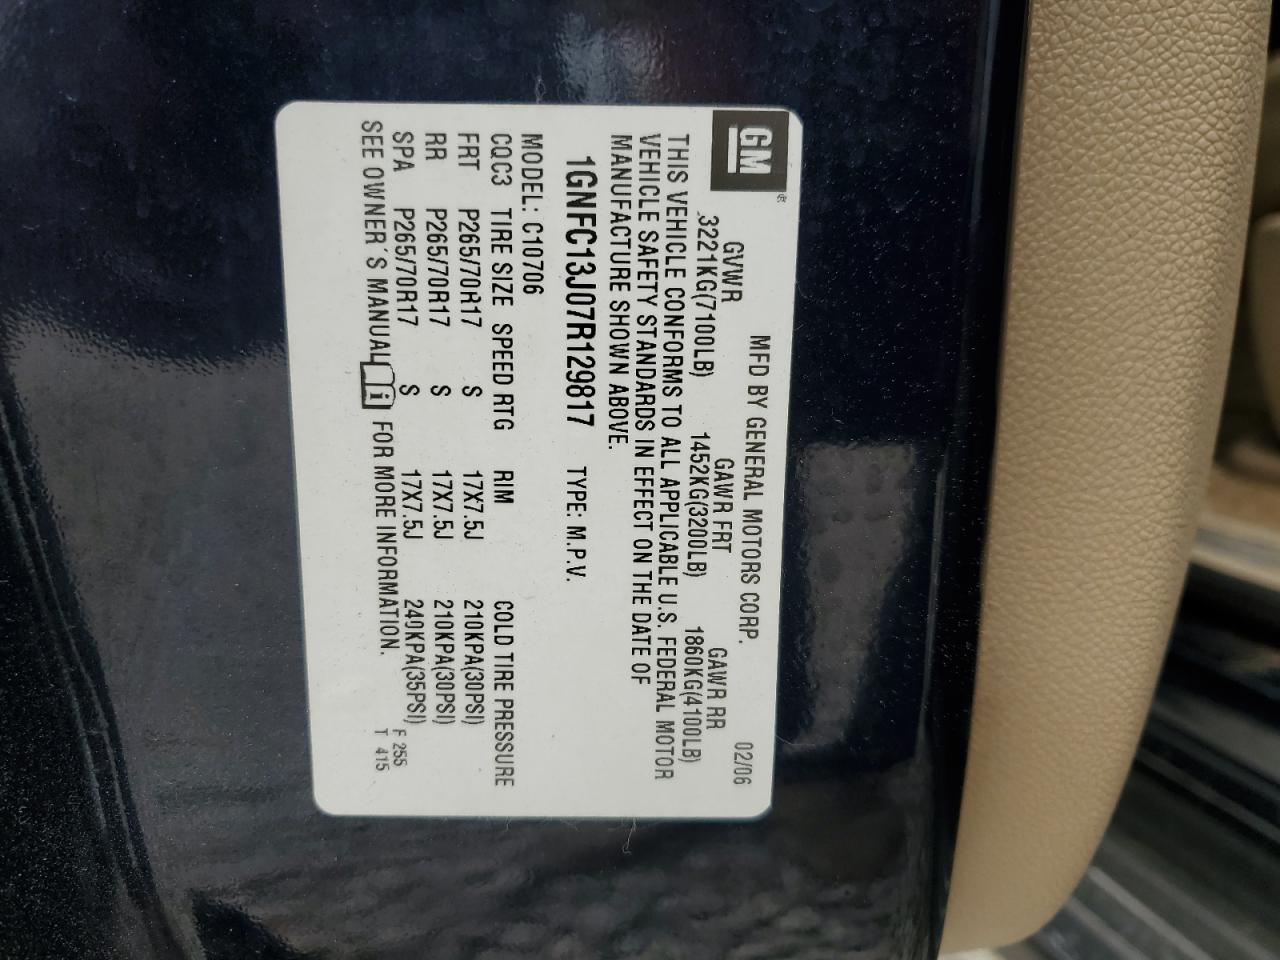 GM®
MFD BY GENERAL MOTORS CORP. 02/06
GVWR GAWR FRT GAWR RR
3221KG(7100LB) 1452KG(3200LB) 1860KG(4100LB)
THIS VEHICLE CONFORMS TO ALL APPLICABLE U.S. FEDERAL MOTOR
VEHICLE SAFETY STANDARDS IN EFFECT ON THE DATE OF
MANUFACTURE SHOWN ABOVE.
1GNFC13J07R129817 TYPE: M.P.V.
MODEL: C10706
CQC3 TIRE SIZE SPEED RTG RIM COLD TIRE PRESSURE
FRT P265/70R17 S 17X7.5J 210KPA(30PSI)
RR P265/70R17 S 17X7.5J 210KPA(30PSI)
SPA P265/70R17 S 17X7.5J 240KPA(35PSI)
SEE OWNER'S MANUAL i FOR MORE INFORMATION.
F 255
T 415